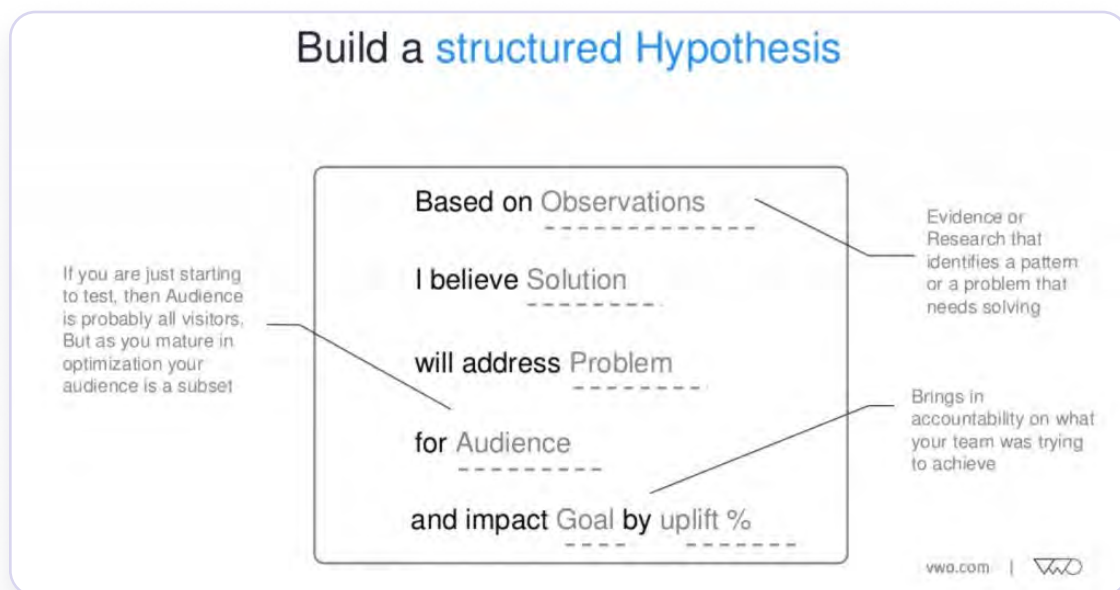 Build a structured Hypothesis
Based on Observations
I believe Solution
will address Problem
for Audience
and impact Goal by uplift %
If you are just starting
to test, then Audience
is probably all visitors.
But as you mature in
optimization your
audience is a subset
Evidence or
Research that
identifies a pattern
or a problem that
needs solving
Brings in
accountability on what
your team was trying
to achieve
vwo.com | VWO